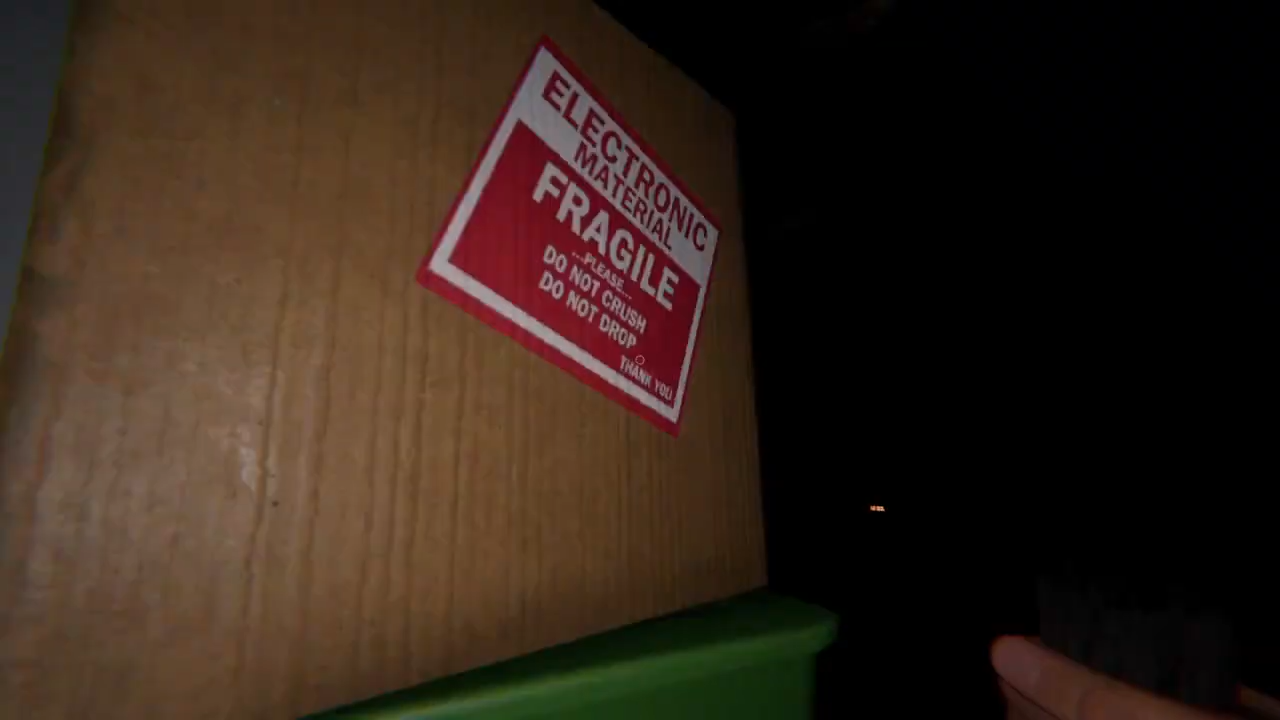 ELECTRONIC
MATERIAL
FRAGILE
...PLEASE...
DO NOT CRUSH
DO NOT DROP
THANK YOU